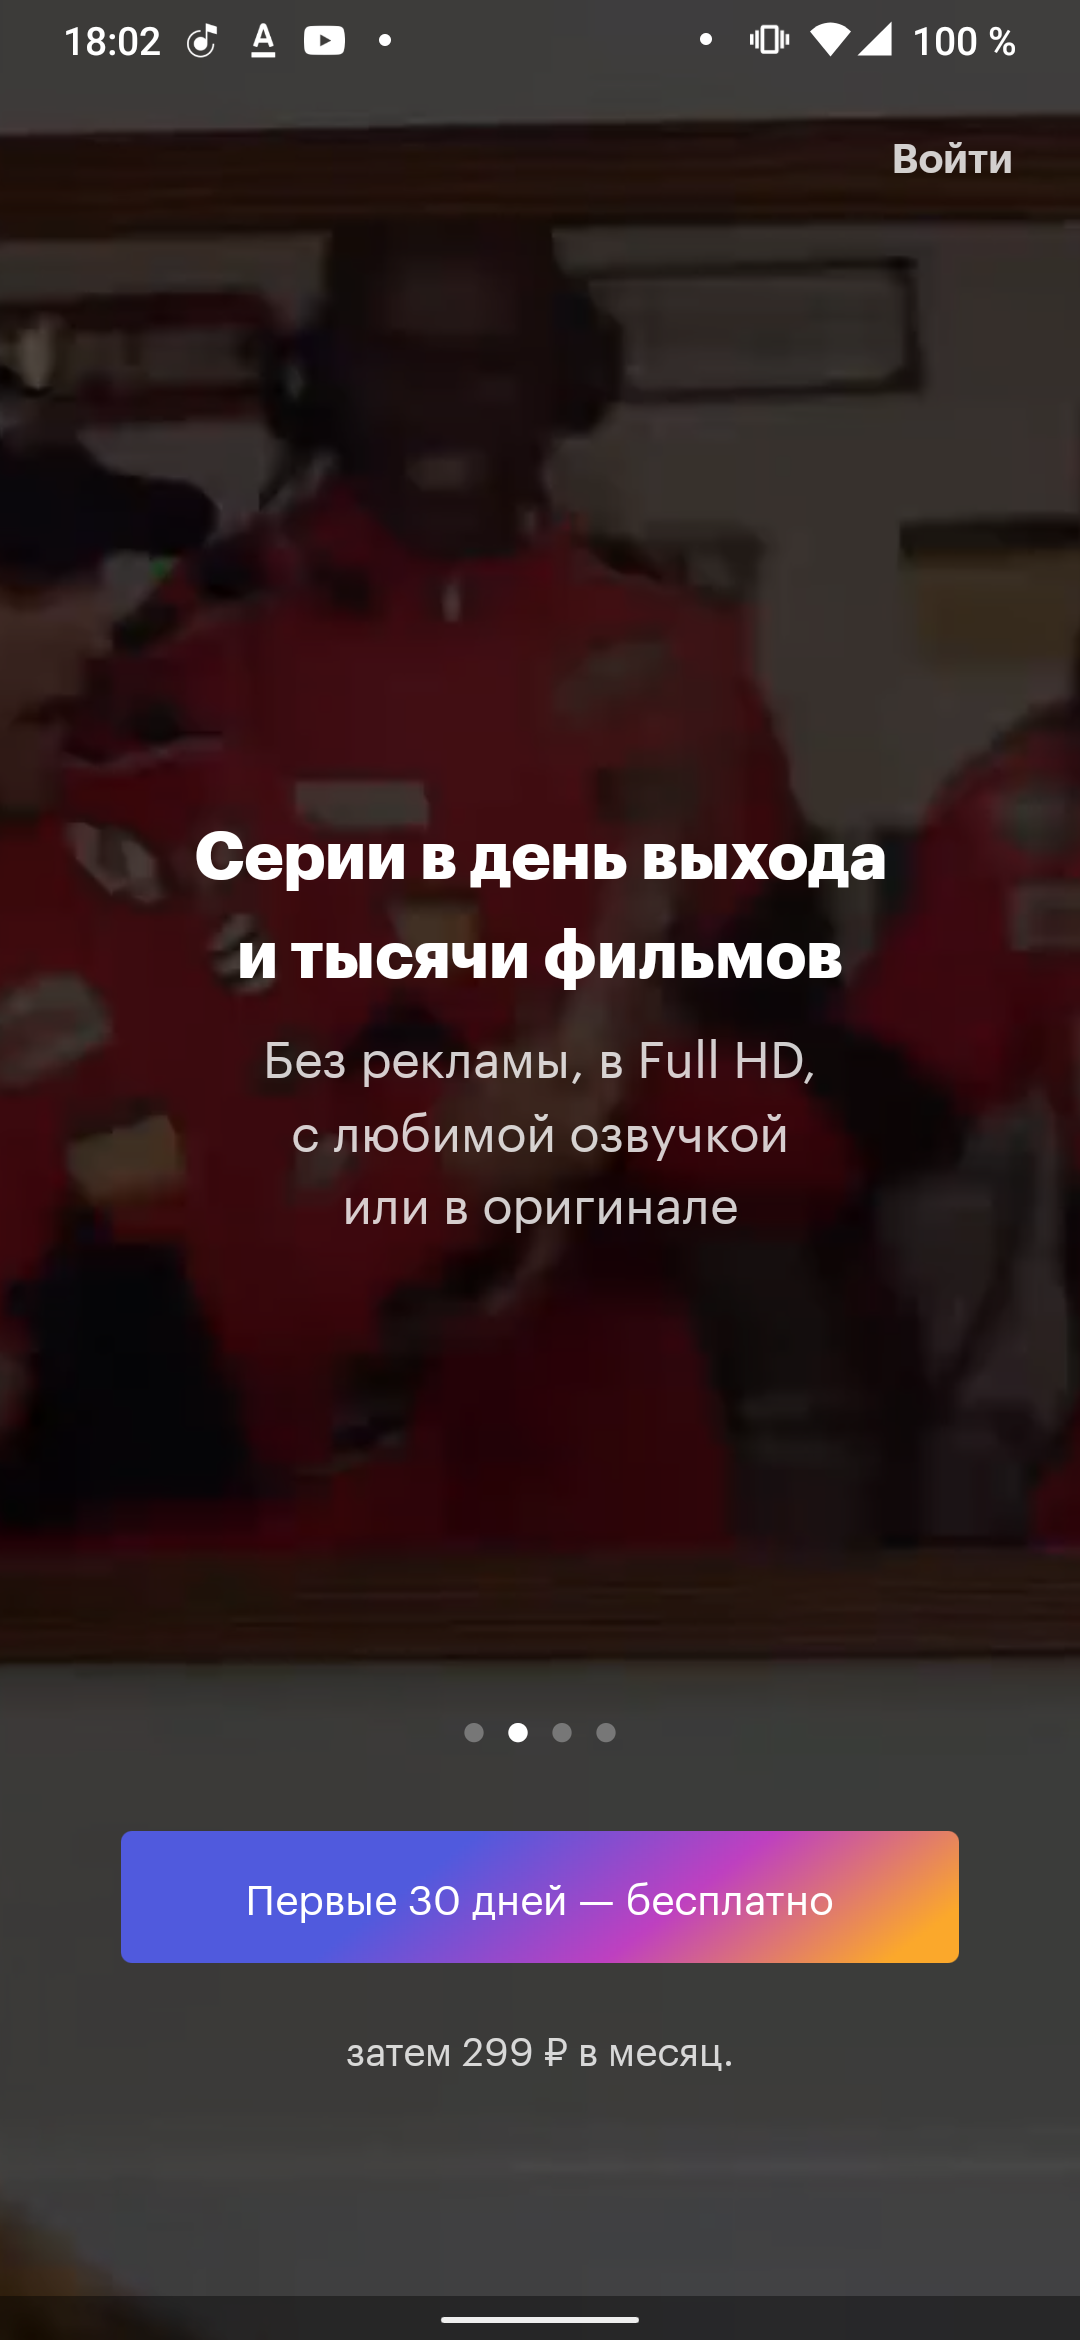 18:02
100 %
Войти
Серии в день выхода
и тысячи фильмов
Без рекламы, в Full HD,
с любимой озвучкой
или в оригинале
Первые 30 дней — бесплатно
затем 299 ₽ в месяц.